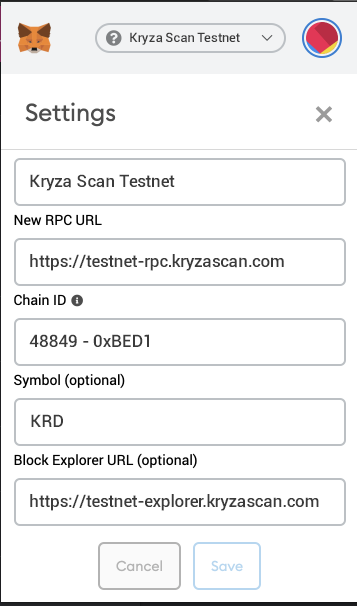 Kryza Scan Testnet
Settings
Kryza Scan Testnet
New RPC URL
https://testnet-rpc.kryzascan.com
Chain ID
48849 - 0xBED1
Symbol (optional)
KRD
Block Explorer URL (optional)
https://testnet-explorer.kryzascan.com
Cancel Save